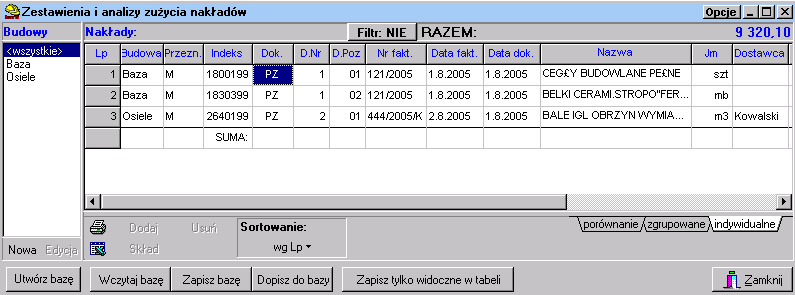 Zestawienia i analizy zużycia nakładów Opcje
Budowy Nakłady: Filtr: NIE RAZEM: 9 320,10
<wszystkie>
Baza
Osiele
Lp Budowa Przezn. Indeks Dok. D.Nr D.Poz Nr fakt. Data fakt. Data dok. Nazwa Jm Dostawca
1 Baza M 1800199 PZ 1 01 121/2005 1.8.2005 1.8.2005 CEGŁY BUDOWLANE PEŁNE szt
2 Baza M 1830399 PZ 1 02 121/2005 1.8.2005 1.8.2005 BELKI CERAMI.STROPO"FER... mb
3 Osiele M 2640199 PZ 2 01 444/2005/K 2.8.2005 2.8.2005 BALE IGL OBRZYN WYMIA... m3 Kowalski
SUMA:
Dodaj Usuń Sortowanie: porównanie zgrupowane indywidualne
Nowa Edycja Skład wg Lp
Utwórz bazę Wczytaj bazę Zapisz bazę Dopisz do bazy Zapisz tylko widoczne w tabeli Zamknij